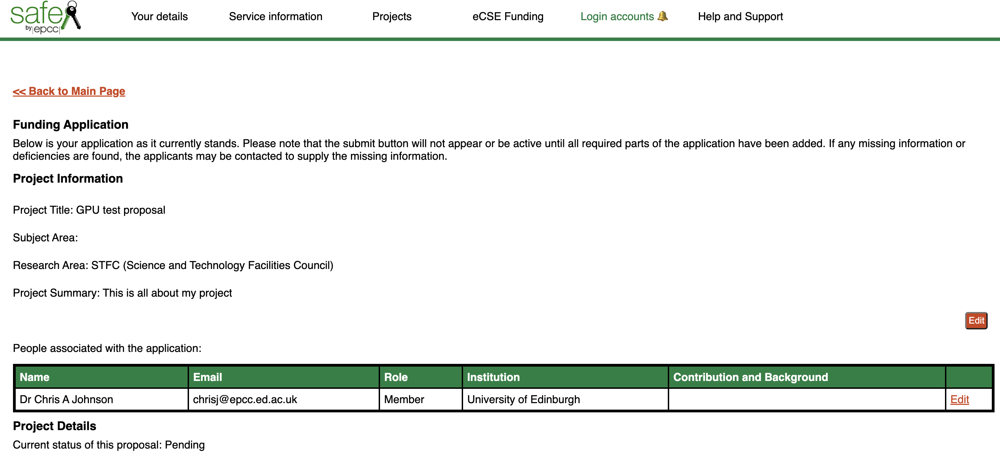 safe
by |epcc|
Your details
Service information
Projects
eCSE Funding
Login accounts 🔔
Help and Support
<< Back to Main Page
Funding Application
Below is your application as it currently stands. Please note that the submit button will not appear or be active until all required parts of the application have been added. If any missing information or
deficiencies are found, the applicants may be contacted to supply the missing information.
Project Information
Project Title: GPU test proposal
Subject Area:
Research Area: STFC (Science and Technology Facilities Council)
Project Summary: This is all about my project
Edit
People associated with the application:
Name Email Role Institution Contribution and Background
Dr Chris A Johnson chrisj@epcc.ed.ac.uk Member University of Edinburgh Edit
Project Details
Current status of this proposal: Pending